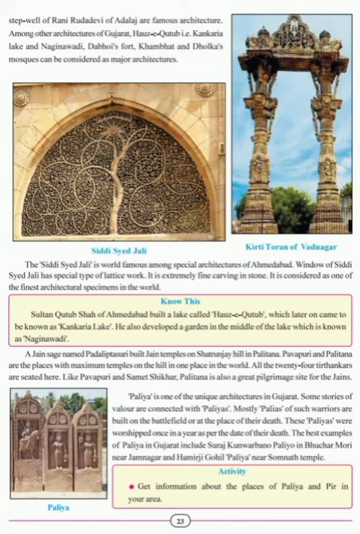 step-well of Rani Rudadevi of Adalaj are famous architecture.
Among other architectures of Gujarat, Hauz-e-Qutub i.e. Kankaria
lake and Naginawadi, Dabhoi's fort, Khambhat and Dholka's
mosques can be considered as major architectures.
Siddi Syed Jali
Kirti Toran of Vadnagar
The 'Siddi Syed Jali' is world famous among special architectures of Ahmedabad. Window of Siddi
Syed Jali has special type of lattice work. It is extremely fine carving in stone. It is considered as one of
the finest architectural specimens in the world.
Know This
Sultan Qutub Shah of Ahmedabad built a lake called 'Hauz-e-Qutub', which later on came to
be known as 'Kankaria Lake'. He also developed a garden in the middle of the lake which is known
as 'Naginawadi'.
A Jain sage named Padaliptasuri built Jain temples on Shatrunjay hill in Palitana. Pavapuri and Palitana
are the places with maximum temples on the hill in one place in the world. All the twenty-four tirthankars
are seated here. Like Pavapuri and Samet Shikhar, Palitana is also a great pilgrimage site for the Jains.
'Paliya' is one of the unique architectures in Gujarat. Some stories of
valour are connected with 'Paliyas'. Mostly 'Palias' of such warriors are
built on the battlefield or at the place of their death. These 'Paliyas' were
worshipped once in a year as per the date of their death. The best examples
of Paliya in Gujarat include Suraj Kunwarbano Paliyo in Bhuchar Mori
near Jamnagar and Hamirji Gohil 'Paliya' near Somnath temple.
Paliya
Activity
● Get information about the places of Paliya and Pir in
your area.
23